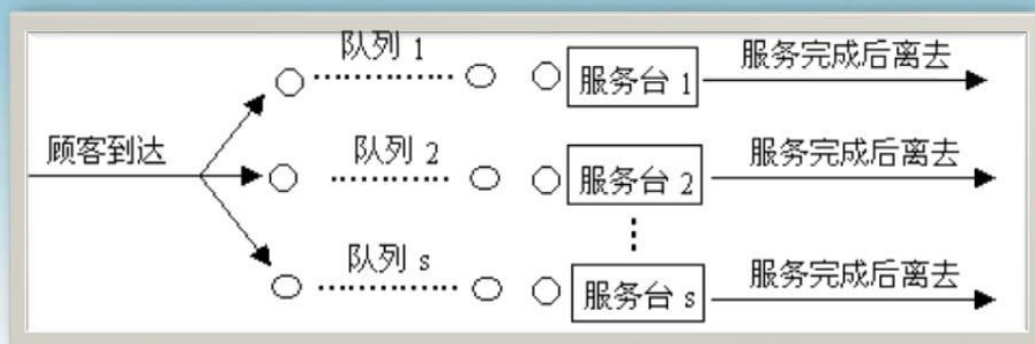 队列 1
服务台 1
服务完成后离去
顾客到达
队列 2
服务台 2
服务完成后离去
队列 s
服务台 s
服务完成后离去